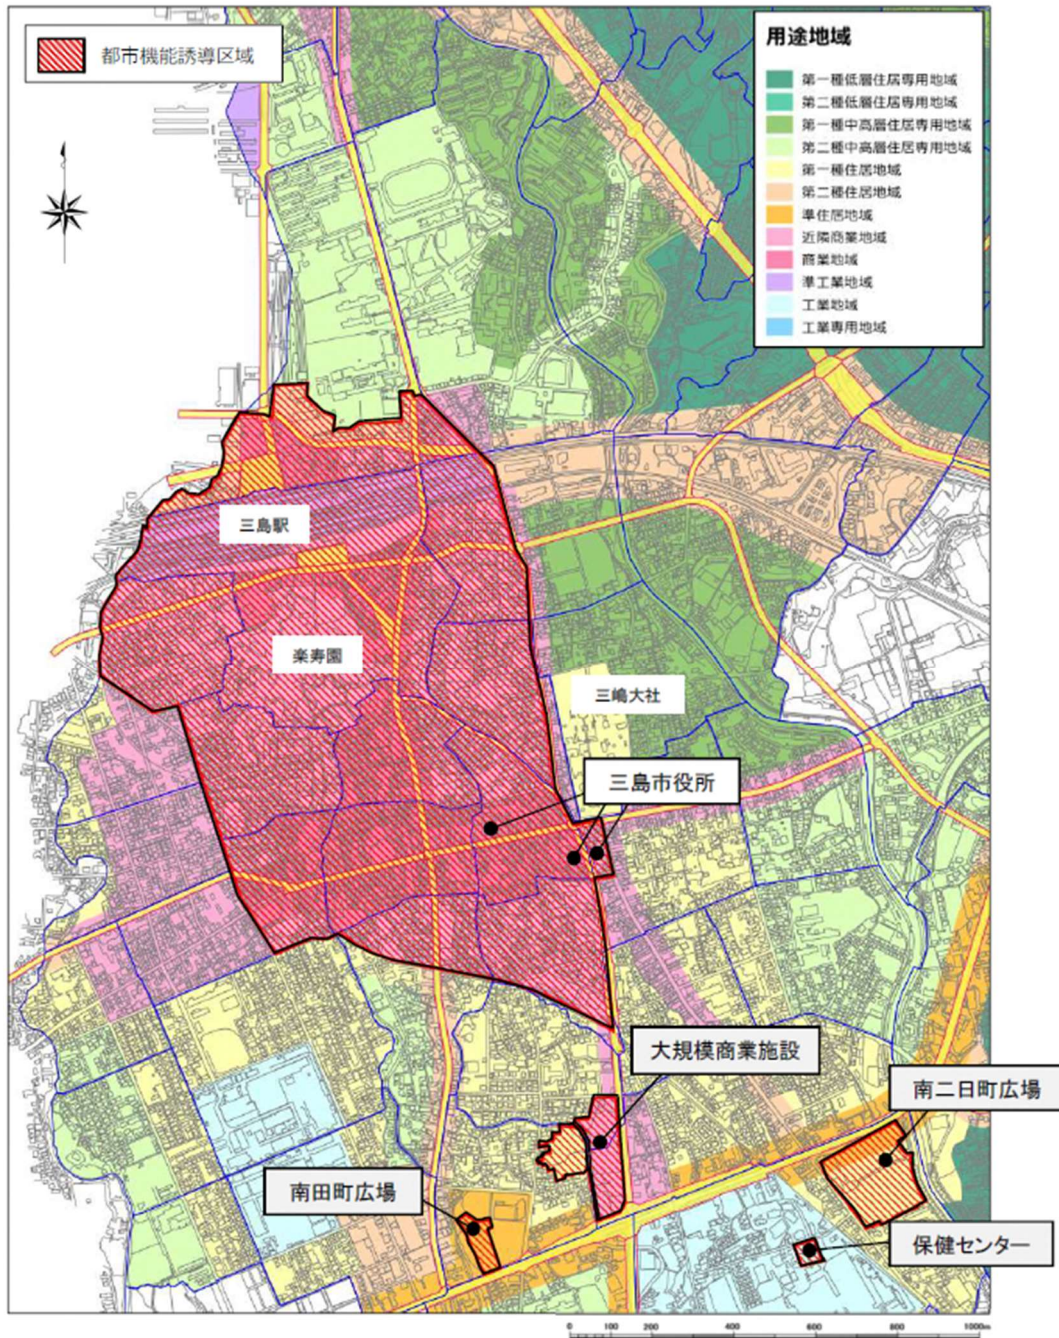 都市機能誘導区域
用途地域
第一種低層住居専用地域
第二種低層住居専用地域
第一種中高層住居専用地域
第二種中高層住居専用地域
第一種住居地域
第二種住居地域
準住居地域
近隣商業地域
商業地域
準工業地域
工業地域
工業専用地域
三島駅
楽寿園
三嶋大社
三島市役所
大規模商業施設
南二日町広場
南田町広場
保健センター
0 100 200 400 600 800 1000m